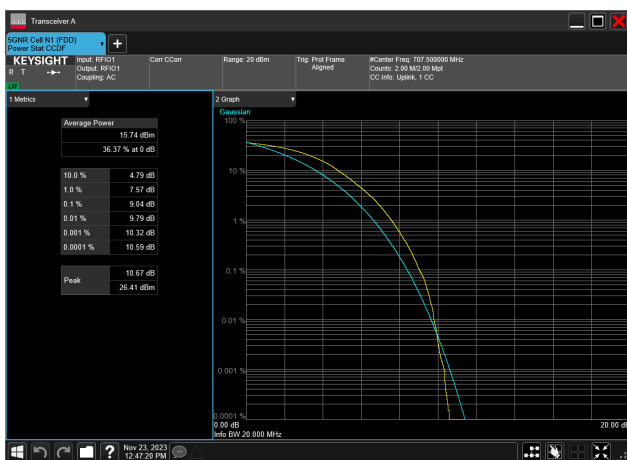 Transceiver A
5GNR Cell N1 (FDD)
Power Stat CCDF
KEYSIGHT
R T
LXI
Input: RFIO1
Output: RFIO1
Coupling: AC
Corr CCorr
Range: 20 dBm
Trig: Prot Frame
Aligned
#Center Freq: 707.500000 MHz
Counts: 2.00 M/2.00 Mpt
CC Info: Uplink, 1 CC
1 Metrics
Average Power
15.74 dBm
36.37 % at 0 dB
10.0 % 4.79 dB
1.0 % 7.57 dB
0.1 % 9.04 dB
0.01 % 9.79 dB
0.001 % 10.32 dB
0.0001 % 10.59 dB
Peak
10.67 dB
26.41 dBm
2 Graph
Gaussian
100 %
10 %
1 %
0.1 %
0.01 %
0.001 %
0.0001 %
0.00 dB
20.00 dB
Info BW 20.000 MHz
Nov 23, 2023
12:47:20 PM